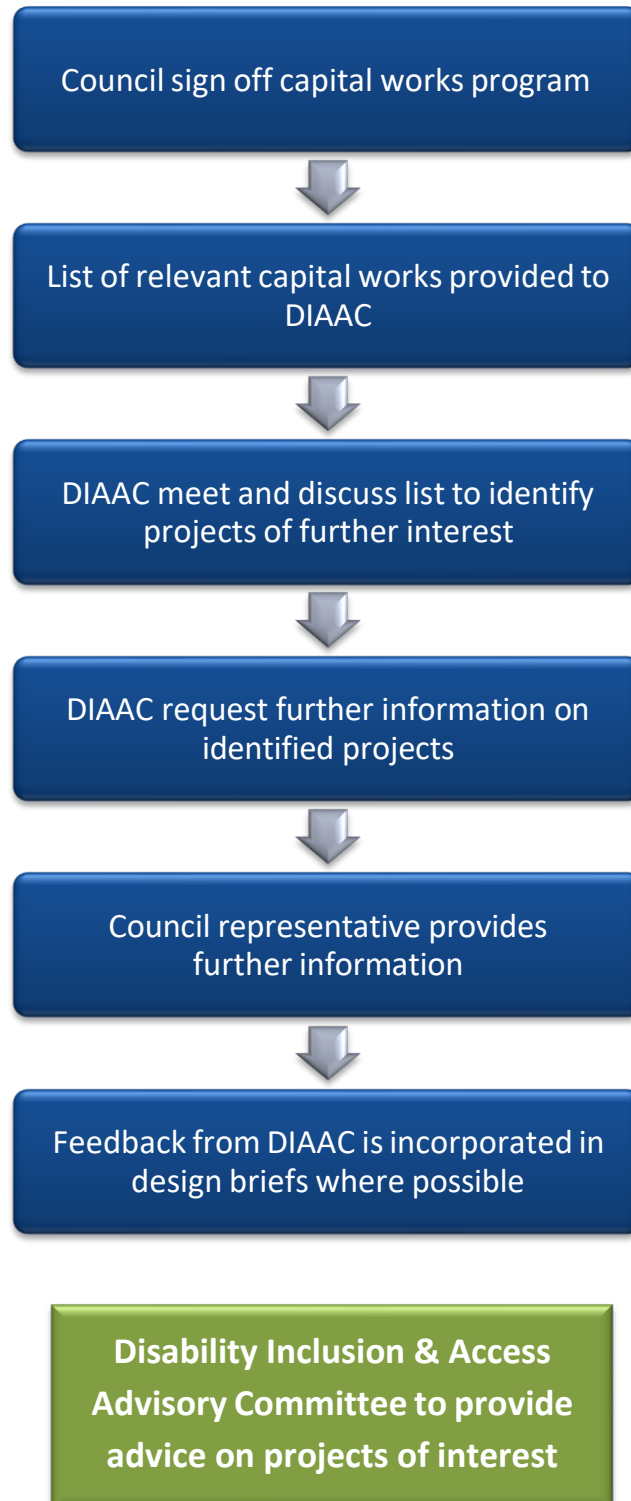 Council sign off capital works program
List of relevant capital works provided to
DIAAC
DIAAC meet and discuss list to identify
projects of further interest
DIAAC request further information on
identified projects
Council representative provides
further information
Feedback from DIAAC is incorporated in
design briefs where possible
Disability Inclusion & Access
Advisory Committee to provide
advice on projects of interest